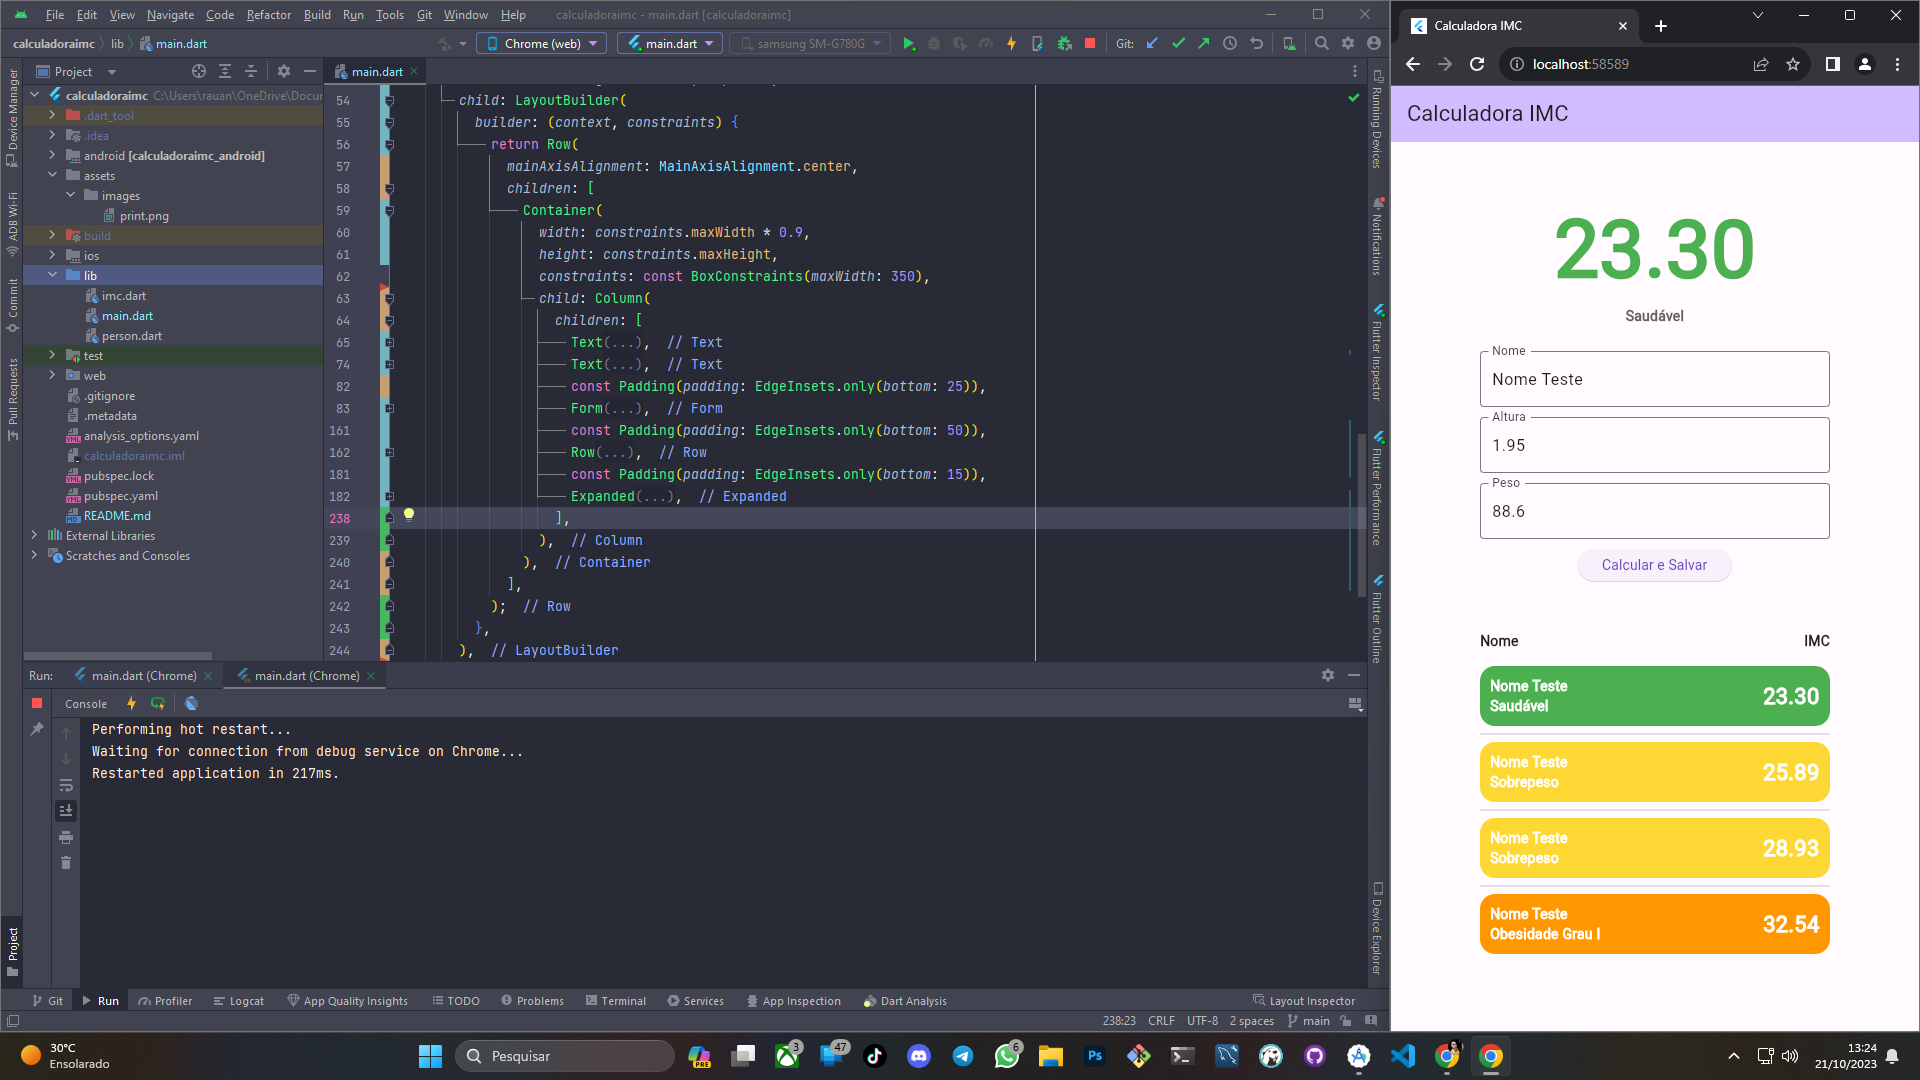 File Edit View Navigate Code Refactor Build Run Tools Git Window Help calculadoraimc - main.dart [calculadoraimc]
calculadoraimc lib main.dart Chrome (web) main.dart samsung SM-G780G Git:
Project
main.dart
calculadoraimc C:\Users\rauan\OneDrive\Docur
.dart_tool
.idea
android [calculadoraimc_android]
assets
images
print.png
build
ios
lib
imc.dart
main.dart
person.dart
test
web
.gitignore
.metadata
analysis_options.yaml
calculadoraimc.iml
pubspec.lock
pubspec.yaml
README.md
External Libraries
Scratches and Consoles
Device Manager
ADB Wi-Fi
Commit
Pull Requests
Project
54 child: LayoutBuilder(
55 builder: (context, constraints) {
56 return Row(
57 mainAxisAlignment: MainAxisAlignment.center,
58 children: [
59 Container(
60 width: constraints.maxWidth * 0.9,
61 height: constraints.maxHeight,
62 constraints: const BoxConstraints(maxWidth: 350),
63 child: Column(
64 children: [
65 Text(...), // Text
74 Text(...), // Text
82 const Padding(padding: EdgeInsets.only(bottom: 25)),
83 Form(...), // Form
161 const Padding(padding: EdgeInsets.only(bottom: 50)),
162 Row(...), // Row
181 const Padding(padding: EdgeInsets.only(bottom: 15)),
182 Expanded(...), // Expanded
238 ],
239 ), // Column
240 ), // Container
241 ],
242 ); // Row
243 },
244 ), // LayoutBuilder
Running Devices
Notifications
Flutter Inspector
Flutter Performance
Flutter Outline
Device Explorer
Run: main.dart (Chrome) main.dart (Chrome)
Console
Performing hot restart...
Waiting for connection from debug service on Chrome...
Restarted application in 217ms.
Git Run Profiler Logcat App Quality Insights TODO Problems Terminal Services App Inspection Dart Analysis Layout Inspector
238:23 CRLF UTF-8 2 spaces main
Calculadora IMC
localhost:58589
Calculadora IMC
23.30
Saudável
Nome
Nome Teste
Altura
1.95
Peso
88.6
Calcular e Salvar
Nome IMC
Nome Teste
Saudável
23.30
Nome Teste
Sobrepeso
25.89
Nome Teste
Sobrepeso
28.93
Nome Teste
Obesidade Grau I
32.54
30°C
Ensolarado
Pesquisar
PRE
3
47
6
Ps
13:24
21/10/2023